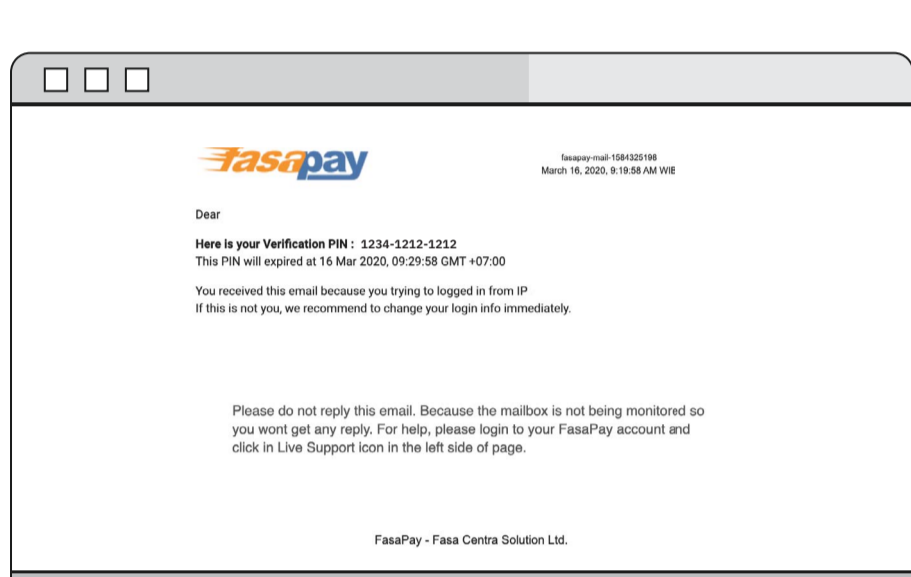 fasapay
fasapay-mail-1584325198
March 16, 2020, 9:19:58 AM WIB
Dear
Here is your Verification PIN : 1234-1212-1212
This PIN will expired at 16 Mar 2020, 09:29:58 GMT +07:00
You received this email because you trying to logged in from IP
If this is not you, we recommend to change your login info immediately.
Please do not reply this email. Because the mailbox is not being monitored so
you wont get any reply. For help, please login to your FasaPay account and
click in Live Support icon in the left side of page.
FasaPay - Fasa Centra Solution Ltd.